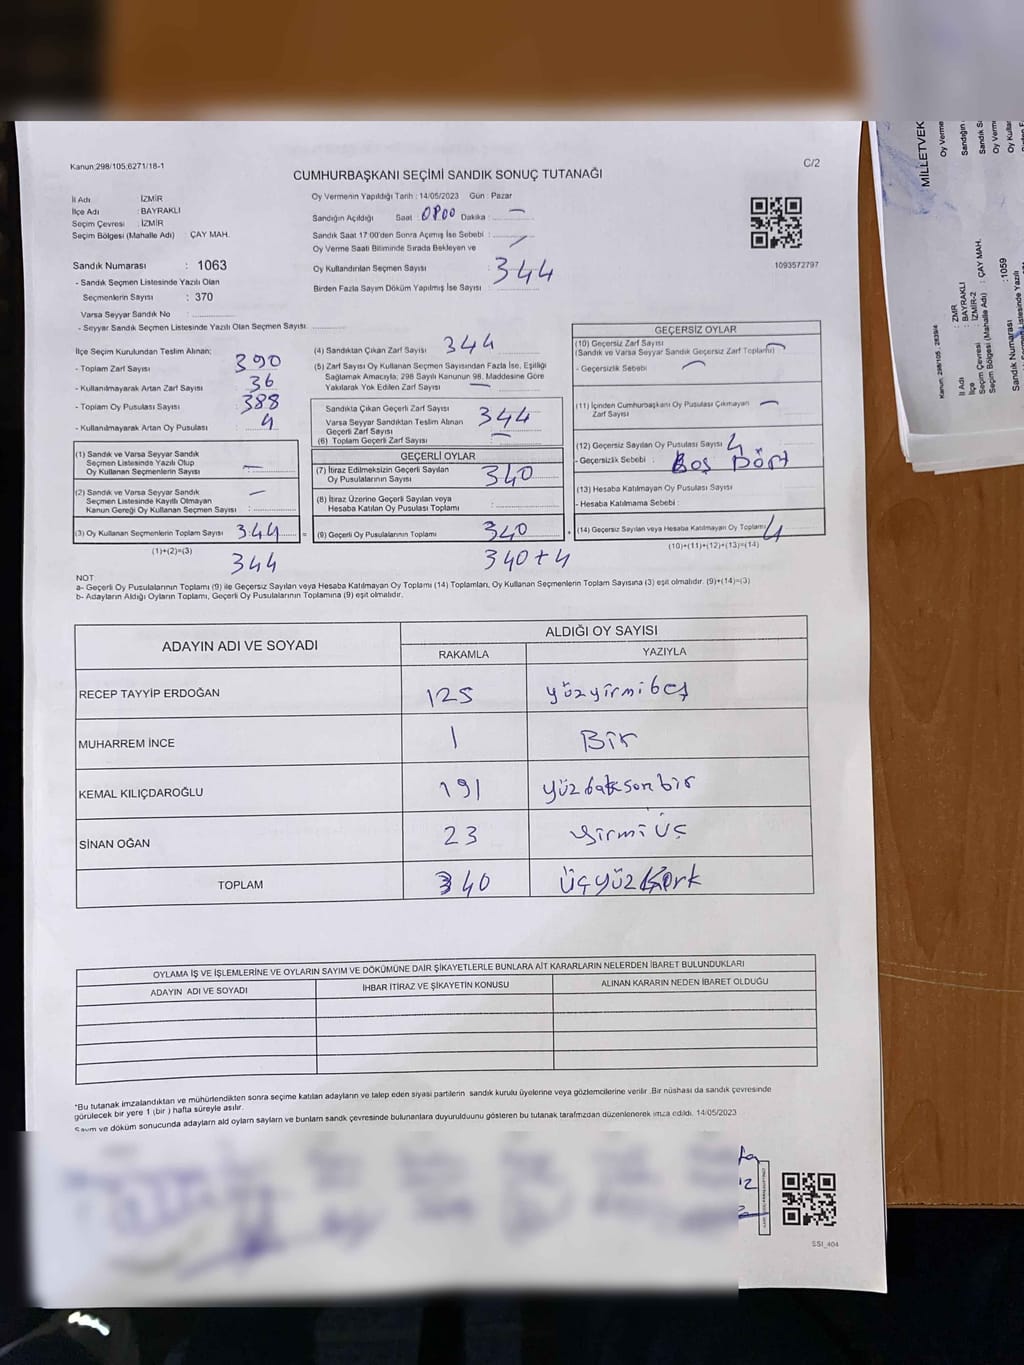 Kanun:298/105;6271/18-1
C/2
CUMHURBAŞKANI SEÇİMİ SANDIK SONUÇ TUTANAĞI
İl Adı : İZMİR
İlçe Adı : BAYRAKLI
Seçim Çevresi : İZMİR
Seçim Bölgesi (Mahalle Adı) : ÇAY MAH.
Sandık Numarası : 1063
- Sandık Seçmen Listesinde Yazılı Olan
Seçmenlerin Sayısı : 370
Varsa Seyyar Sandık No :
- Seyyar Sandık Seçmen Listesinde Yazılı Olan Seçmen Sayısı:
Oy Vermenin Yapıldığı Tarih : 14/05/2023 Gün : Pazar
Sandığın Açıldığı Saat : 0800 Dakika : —
Sandık Saat 17:00'den Sonra Açımış İse Sebebi :
Oy Verme Saati Bitiminde Sırada Bekleyen ve
Oy Kullandırılan Seçmen Sayısı : 344
Birden Fazla Sayım Döküm Yapılmış İse Sayısı :
1093572797
İlçe Seçim Kurulundan Teslim Alınan;
- Toplam Zarf Sayısı : 390
- Kullanılmayarak Artan Zarf Sayısı : 36
- Toplam Oy Pusulası Sayısı : 388
- Kullanılmayarak Artan Oy Pusulası : 4
(1) Sandık ve Varsa Seyyar Sandık
Seçmen Listesinde Yazılı Olup
Oy Kullanan Seçmenlerin Sayısı : —
(2) Sandık ve Varsa Seyyar Sandık
Seçmen Listesinde Kayıtlı Olmayan
Kanun Gereği Oy Kullanan Seçmen Sayısı : —
(3) Oy Kullanan Seçmenlerin Toplam Sayısı : 344 =
(1)+(2)=(3)
344
(4) Sandıktan Çıkan Zarf Sayısı : 344
(5) Zarf Sayısı Oy Kullanan Seçmen Sayısından Fazla İse, Eşitliği
Sağlamak Amacıyla; 298 Sayılı Kanunun 98. Maddesine Göre
Yakılarak Yok Edilen Zarf Sayısı : —
Sandıkta Çıkan Geçerli Zarf Sayısı : 344
Varsa Seyyar Sandıktan Teslim Alınan
Geçerli Zarf Sayısı :
(6) Toplam Geçerli Zarf Sayısı : —
GEÇERLİ OYLAR
(7) İtiraz Edilmeksizin Geçerli Sayılan
Oy Pusulalarının Sayısı : 340
(8) İtiraz Üzerine Geçerli Sayılan veya
Hesaba Katılan Oy Pusulası Toplamı :
(9) Geçerli Oy Pusulalarının Toplamı : 340 +
340+4
GEÇERSİZ OYLAR
(10) Geçersiz Zarf Sayısı
(Sandık ve Varsa Seyyar Sandık Geçersiz Zarf Toplamı) —
- Geçersizlik Sebebi : —
(11) İçinden Cumhurbaşkanı Oy Pusulası Çıkmayan
Zarf Sayısı : —
(12) Geçersiz Sayılan Oy Pusulası Sayısı : 4
- Geçersizlik Sebebi : Boş Dört
(13) Hesaba Katılmayan Oy Pusulası Sayısı :
- Hesaba Katılmama Sebebi :
(14) Geçersiz Sayılan veya Hesaba Katılmayan Oy Toplamı 4
(10)+(11)+(12)+(13)=(14)
NOT
a- Geçerli Oy Pusulalarının Toplamı (9) ile Geçersiz Sayılan veya Hesaba Katılmayan Oy Toplamı (14) Toplamları, Oy Kullanan Seçmenlerin Toplam Sayısına (3) eşit olmalıdır. (9)+(14)=(3)
b- Adayların Aldığı Oyların Toplamı, Geçerli Oy Pusulalarının Toplamına (9) eşit olmalıdır.
ADAYIN ADI VE SOYADI ALDIĞI OY SAYISI
RAKAMLA YAZIYLA
RECEP TAYYİP ERDOĞAN 125 yüzyirmibeş
MUHARREM İNCE 1 Bir
KEMAL KILIÇDAROĞLU 191 yüzdoksonbir
SİNAN OĞAN 23 yirmi üç
TOPLAM 340 üçyüzkırk
OYLAMA İŞ VE İŞLEMLERİNE VE OYLARIN SAYIM VE DÖKÜMÜNE DAİR ŞİKAYETLERLE BUNLARA AİT KARARLARIN NELERDEN İBARET BULUNDUKLARI
ADAYIN ADI VE SOYADI İHBAR İTİRAZ VE ŞİKAYETİN KONUSU ALINAN KARARIN NEDEN İBARET OLDUĞU
*Bu tutanak imzalandıktan ve mühürlendikten sonra seçime katılan adayların ve talep eden siyasi partilerin sandık kurulu üyelerine veya gözlemcilerine verilir .Bir nüshası da sandık çevresinde
görülecek bir yere 1 (bir ) hafta süreyle asılır.
Sayım ve döküm sonucunda adayların ald oyların sayları ve bunlarn sandk çevresinde bulunanlara duyurulduunu gösteren bu tutanak tarafmzdan düzenlenerek imza edildi. 14/05/2023
SSI_404
MİLLETVEK
Oy Verme
Sandığın
Sandık S
Oy Verm
Oy Kulla
İl Adı
İlçe : BAYRAKLI
Seçim Çevresi : İZMİR-2
Seçim Bölgesi (Mahalle Adı) : ÇAY MAH.
Sandık Numarası : 1059